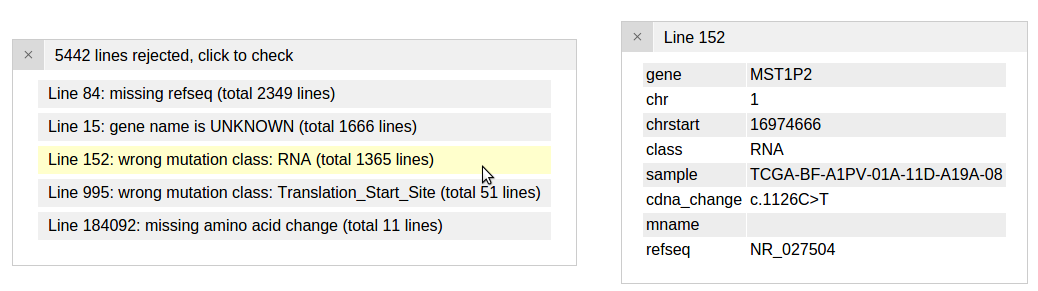 × 5442 lines rejected, click to check
Line 84: missing refseq (total 2349 lines)
Line 15: gene name is UNKNOWN (total 1666 lines)
Line 152: wrong mutation class: RNA (total 1365 lines)
Line 995: wrong mutation class: Translation_Start_Site (total 51 lines)
Line 184092: missing amino acid change (total 11 lines)
× Line 152
gene MST1P2
chr 1
chrstart 16974666
class RNA
sample TCGA-BF-A1PV-01A-11D-A19A-08
cdna_change c.1126C>T
mname
refseq NR_027504